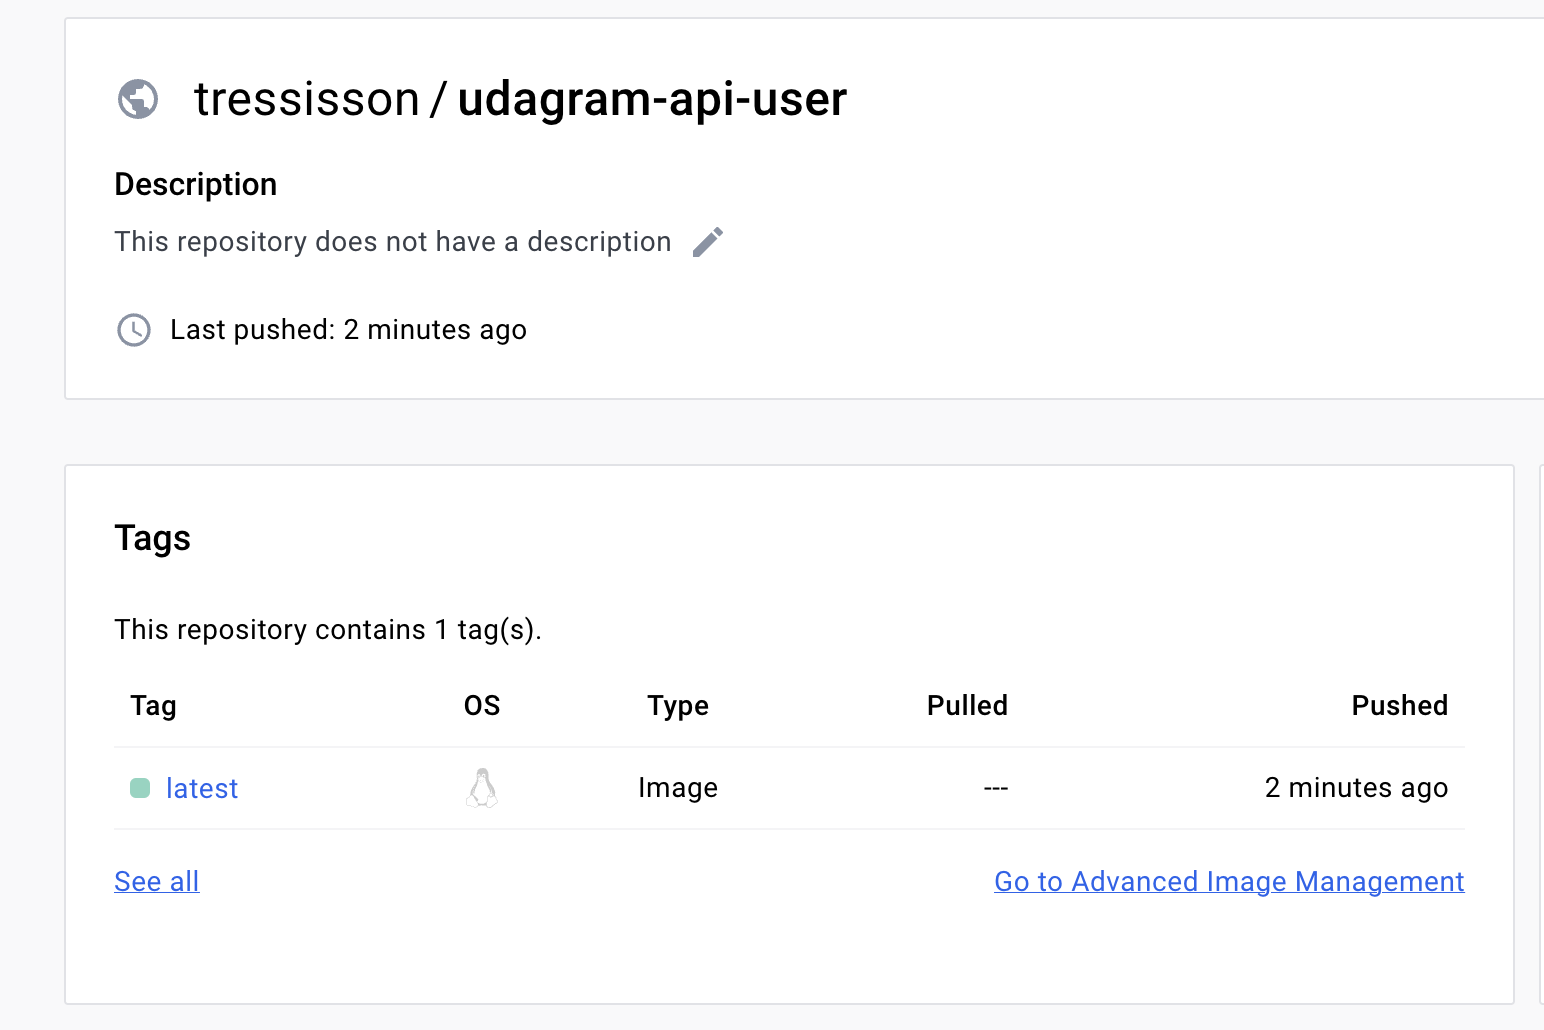 tressisson / udagram-api-user
Description
This repository does not have a description
Last pushed: 2 minutes ago
Tags
This repository contains 1 tag(s).
Tag OS Type Pulled Pushed
latest Image --- 2 minutes ago
See all Go to Advanced Image Management